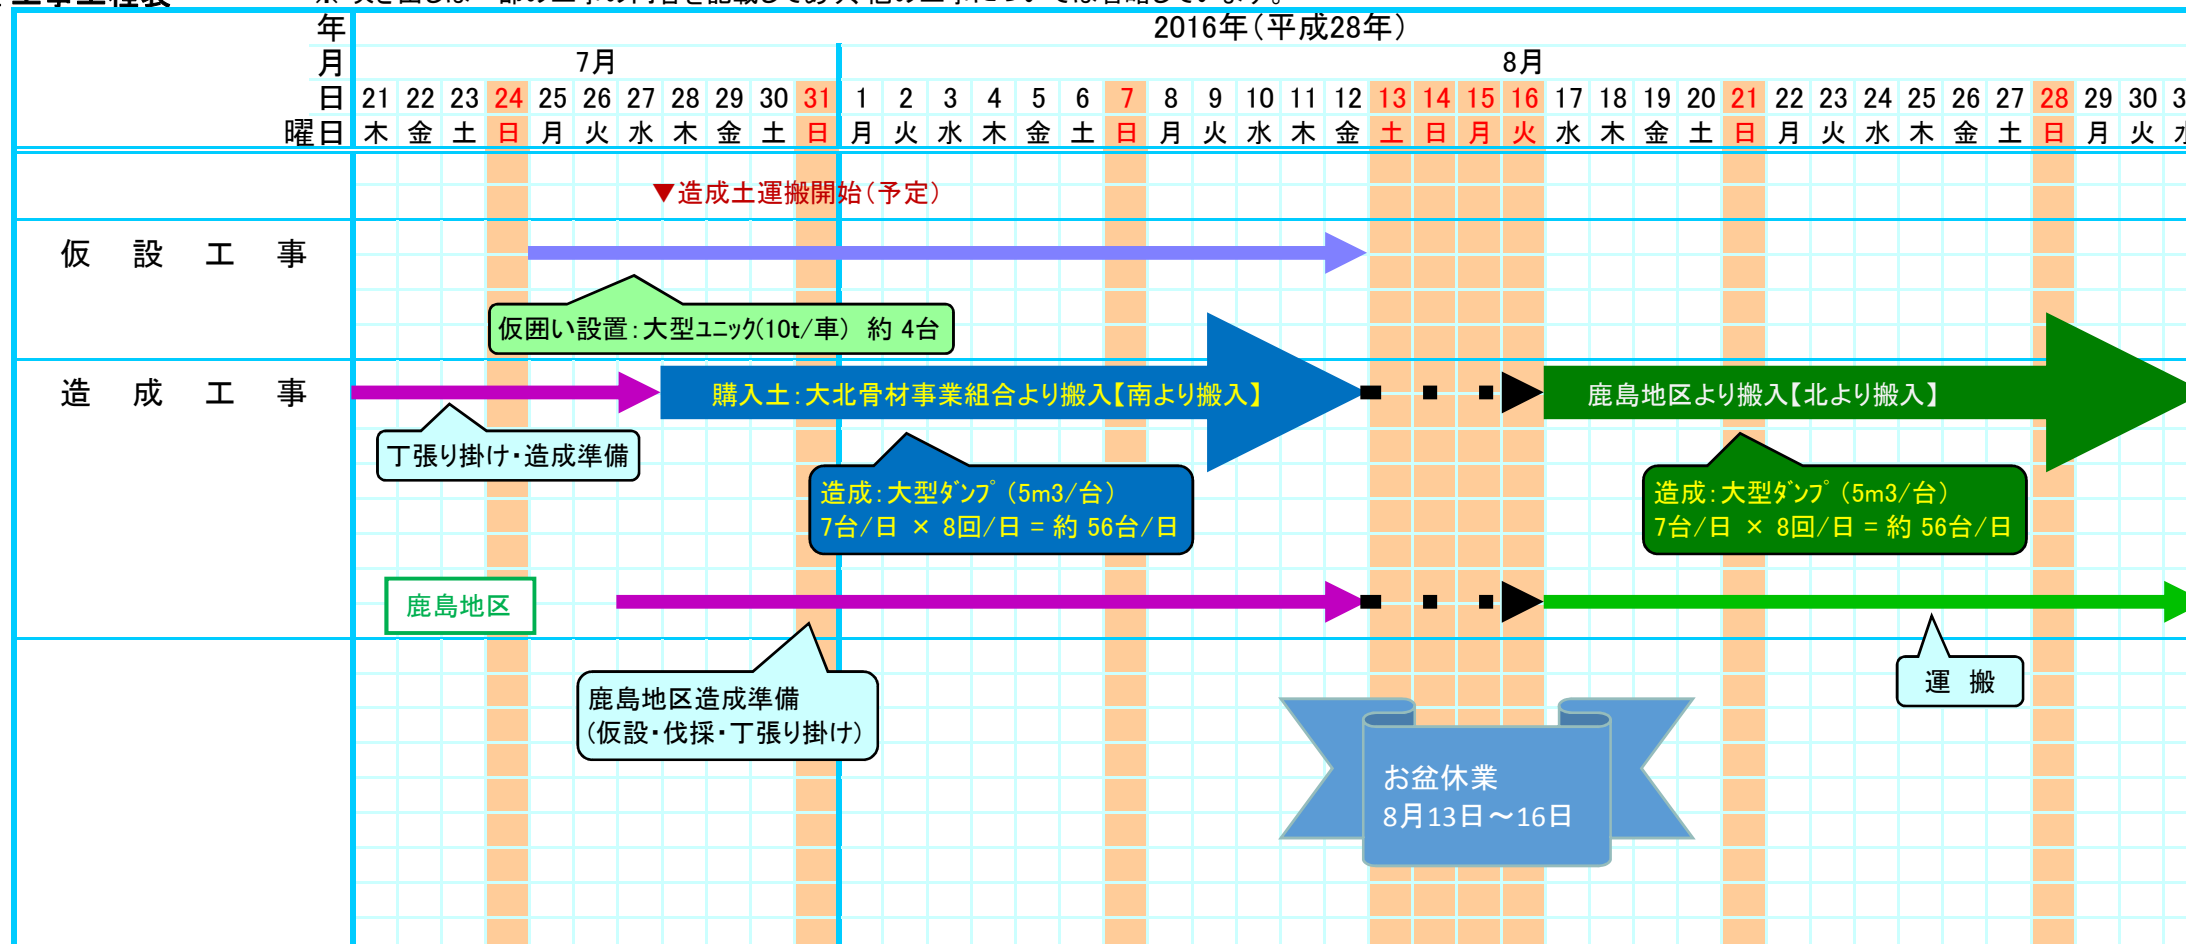 工事工程表
年 2016年(平成28年)
月 7月 8月
日 21 22 23 24 25 26 27 28 29 30 31 1 2 3 4 5 6 7 8 9 10 11 12 13 14 15 16 17 18 19 20 21 22 23 24 25 26 27 28 29 30
曜日 木 金 土 日 月 火 水 木 金 土 日 月 火 水 木 金 土 日 月 火 水 木 金 土 日 月 火 水 木 金 土 日 月 火 水 木 金 土 日 月 火 水
▼造成土運搬開始(予定)
仮設工事
仮囲い設置:大型ユニック(10t/車) 約 4台
造成工事
購入土:大北骨材事業組合より搬入【南より搬入】
鹿島地区より搬入【北より搬入】
丁張り掛け・造成準備
造成:大型ダンプ (5m3/台)
7台/日 × 8回/日 = 約 56台/日
造成:大型ダンプ (5m3/台)
7台/日 × 8回/日 = 約 56台/日
鹿島地区
鹿島地区造成準備
(仮設・伐採・丁張り掛け)
運 搬
お盆休業
8月13日～16日